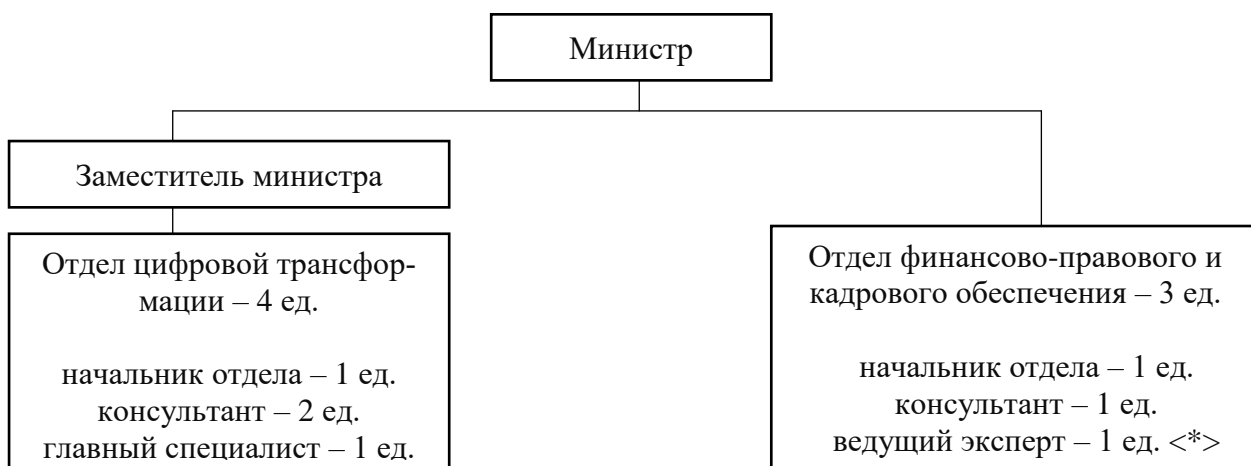 Министр
Заместитель министра
Отдел цифровой трансфор-
мации – 4 ед.
начальник отдела – 1 ед.
консультант – 2 ед.
главный специалист – 1 ед.
Отдел финансово-правового и
кадрового обеспечения – 3 ед.
начальник отдела – 1 ед.
консультант – 1 ед.
ведущий эксперт – 1 ед. <*>